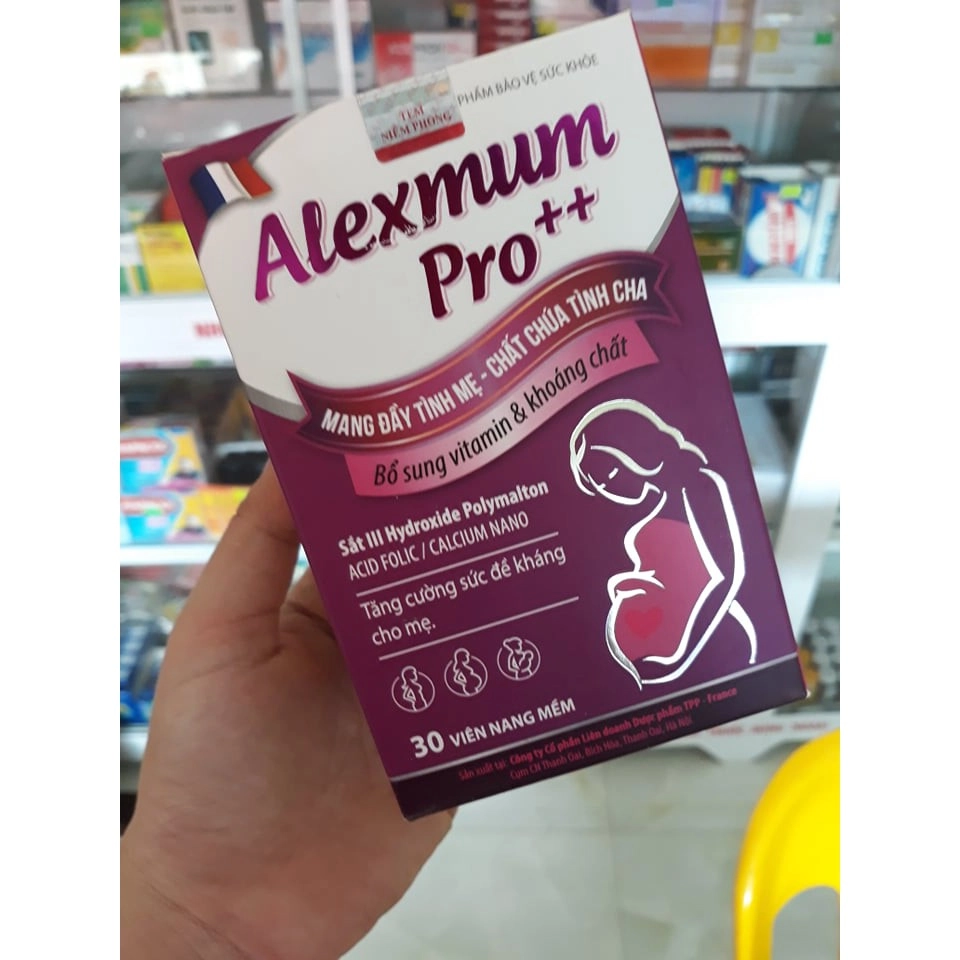 PHẨM BẢO VỆ SỨC KHỎE
TEM
NIÊM PHONG
Alexmum
Pro++
MANG ĐẦY TÌNH MẸ - CHẤT CHÚA TÌNH CHA
Bổ sung vitamin & khoáng chất
Sắt III Hydroxide Polymalton
ACID FOLIC / CALCIUM NANO
Tăng cường sức đề kháng
cho mẹ.
30 VIÊN NANG MỀM
Sản xuất tại: Công ty Cổ phần Liên doanh Dược phẩm TPP - France
Cụm CN Thanh Oai, Bích Hòa, Thanh Oai, Hà Nội